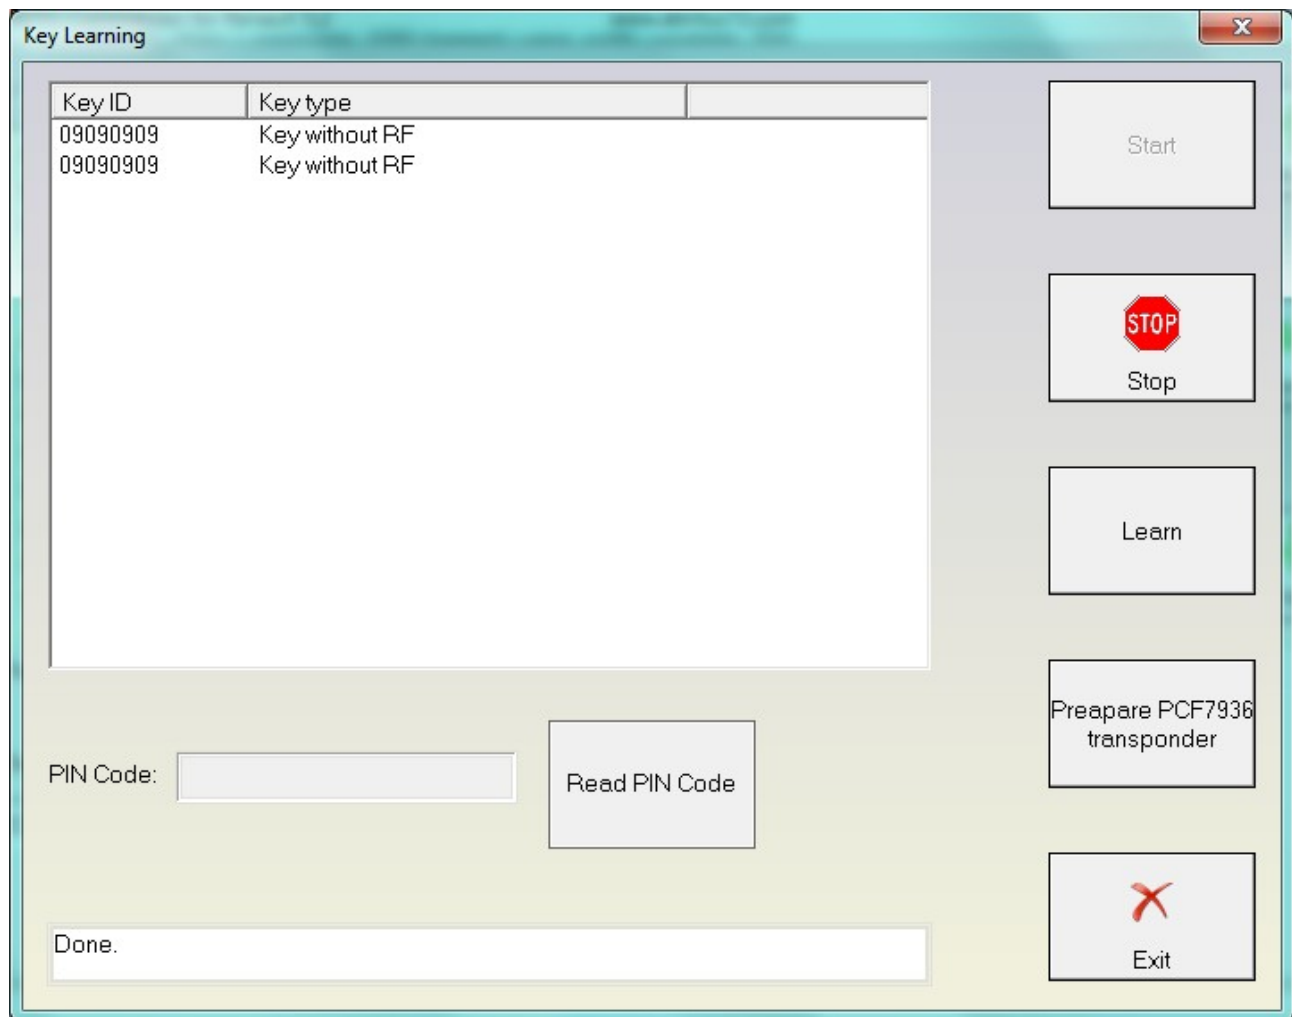 Key Learning
Key ID Key type
09090909 Key without RF
09090909 Key without RF
Start
STOP
Stop
Learn
Preapare PCF7936
transponder
PIN Code:
Read PIN Code
Done.
Exit